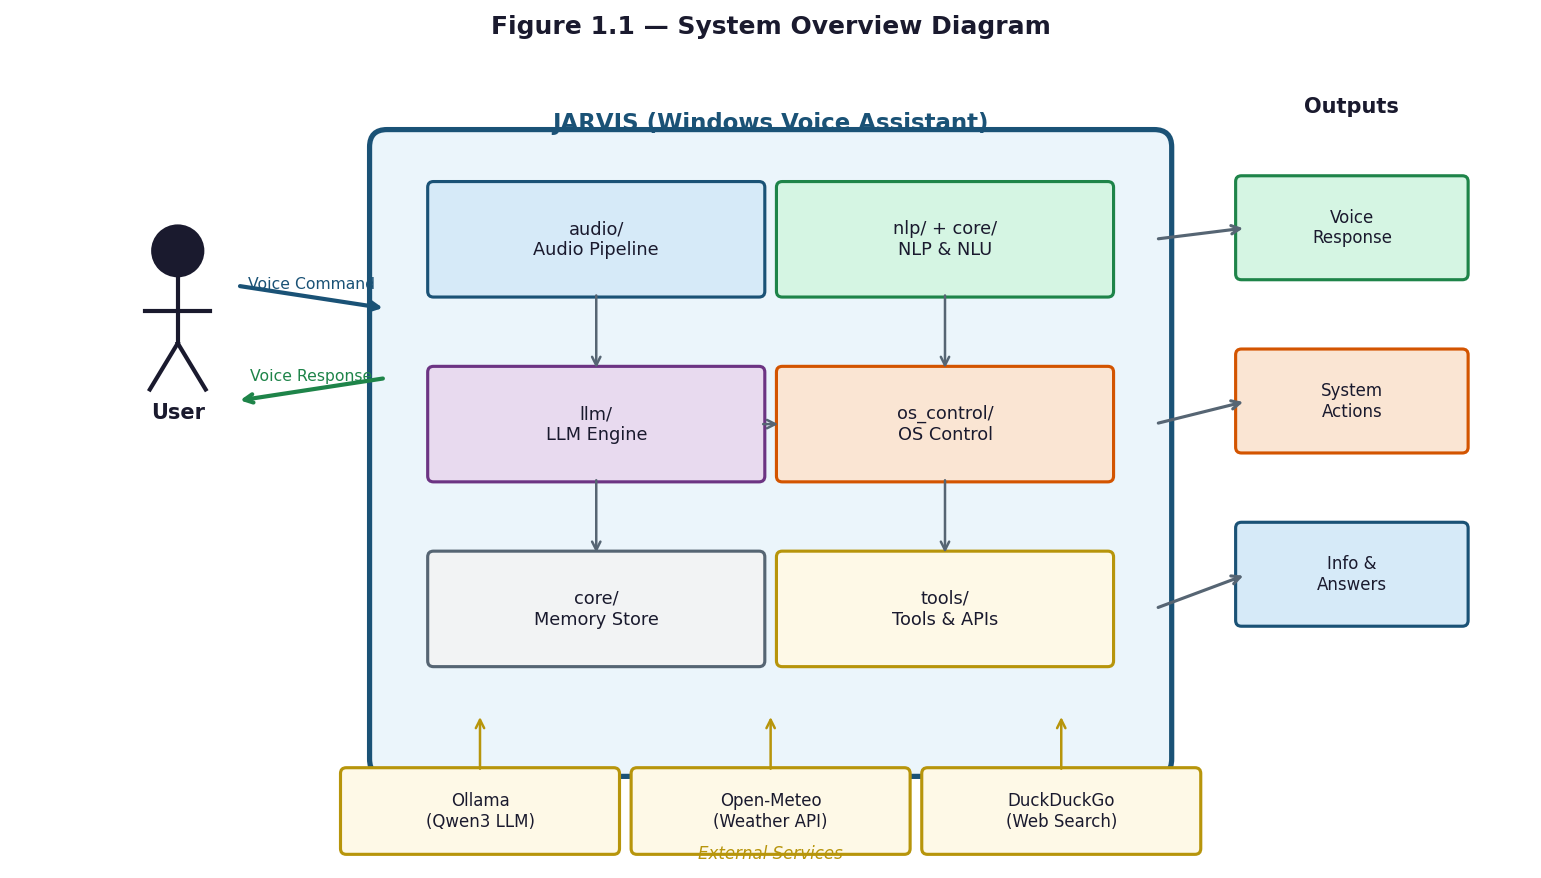 Figure 1.1 — System Overview Diagram
JARVIS (Windows Voice Assistant)
Outputs
audio/
Audio Pipeline
nlp/ + core/
NLP & NLU
Voice
Response
Voice Command
Voice Response
User
llm/
LLM Engine
os_control/
OS Control
System
Actions
core/
Memory Store
tools/
Tools & APIs
Info &
Answers
Ollama
(Qwen3 LLM)
Open-Meteo
(Weather API)
DuckDuckGo
(Web Search)
External Services